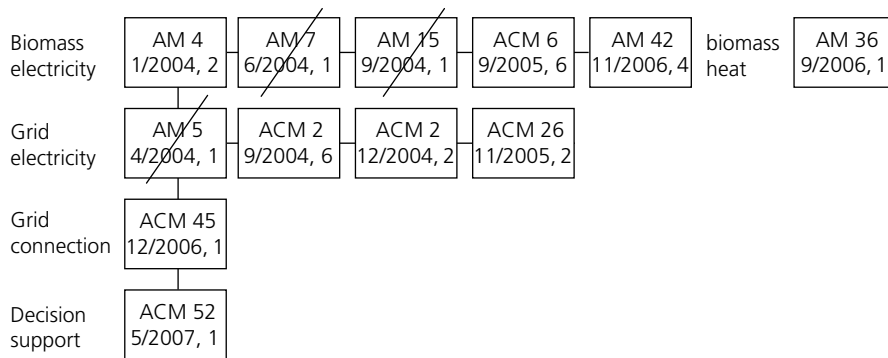 Biomass
electricity
AM 4
1/2004, 2
AM 7
6/2004, 1
AM 15
9/2004, 1
ACM 6
9/2005, 6
AM 42
11/2006, 4
biomass
heat
AM 36
9/2006, 1
Grid
electricity
AM 5
4/2004, 1
ACM 2
9/2004, 6
ACM 2
12/2004, 2
ACM 26
11/2005, 2
Grid
connection
ACM 45
12/2006, 1
Decision
support
ACM 52
5/2007, 1